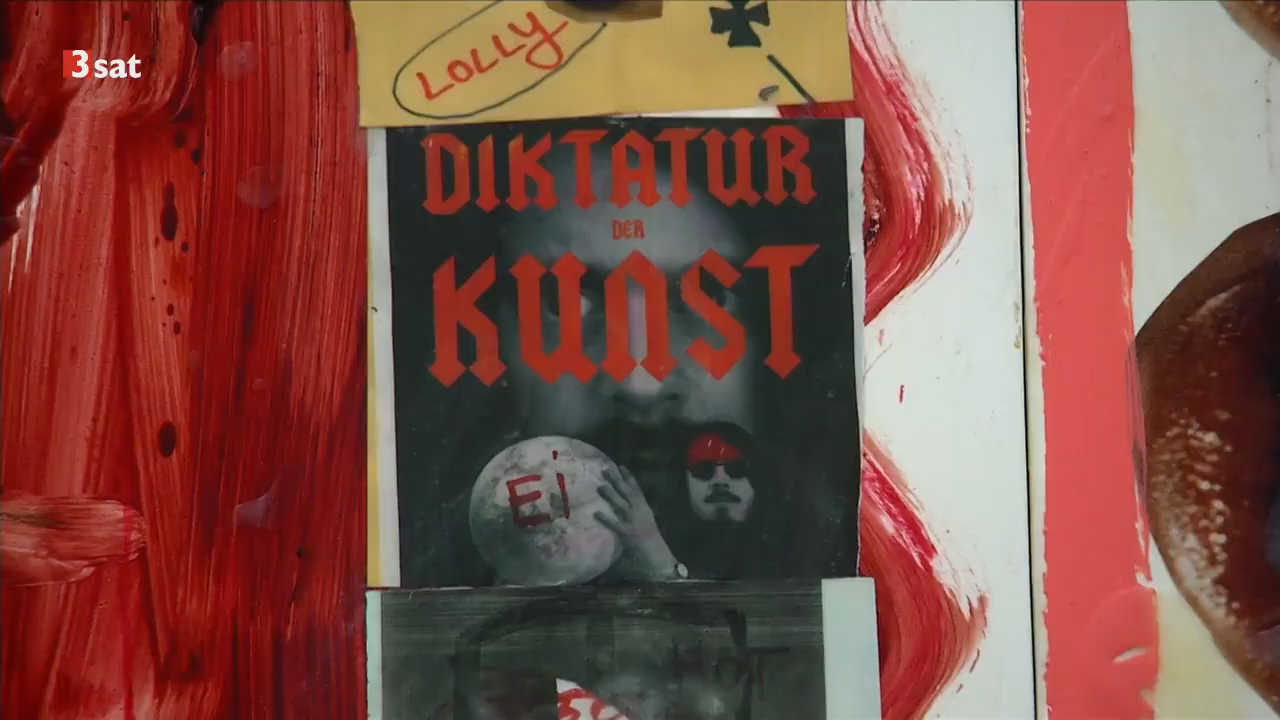 3sat
LOLLY
DIKTATUR
DER
KUNST
Ei